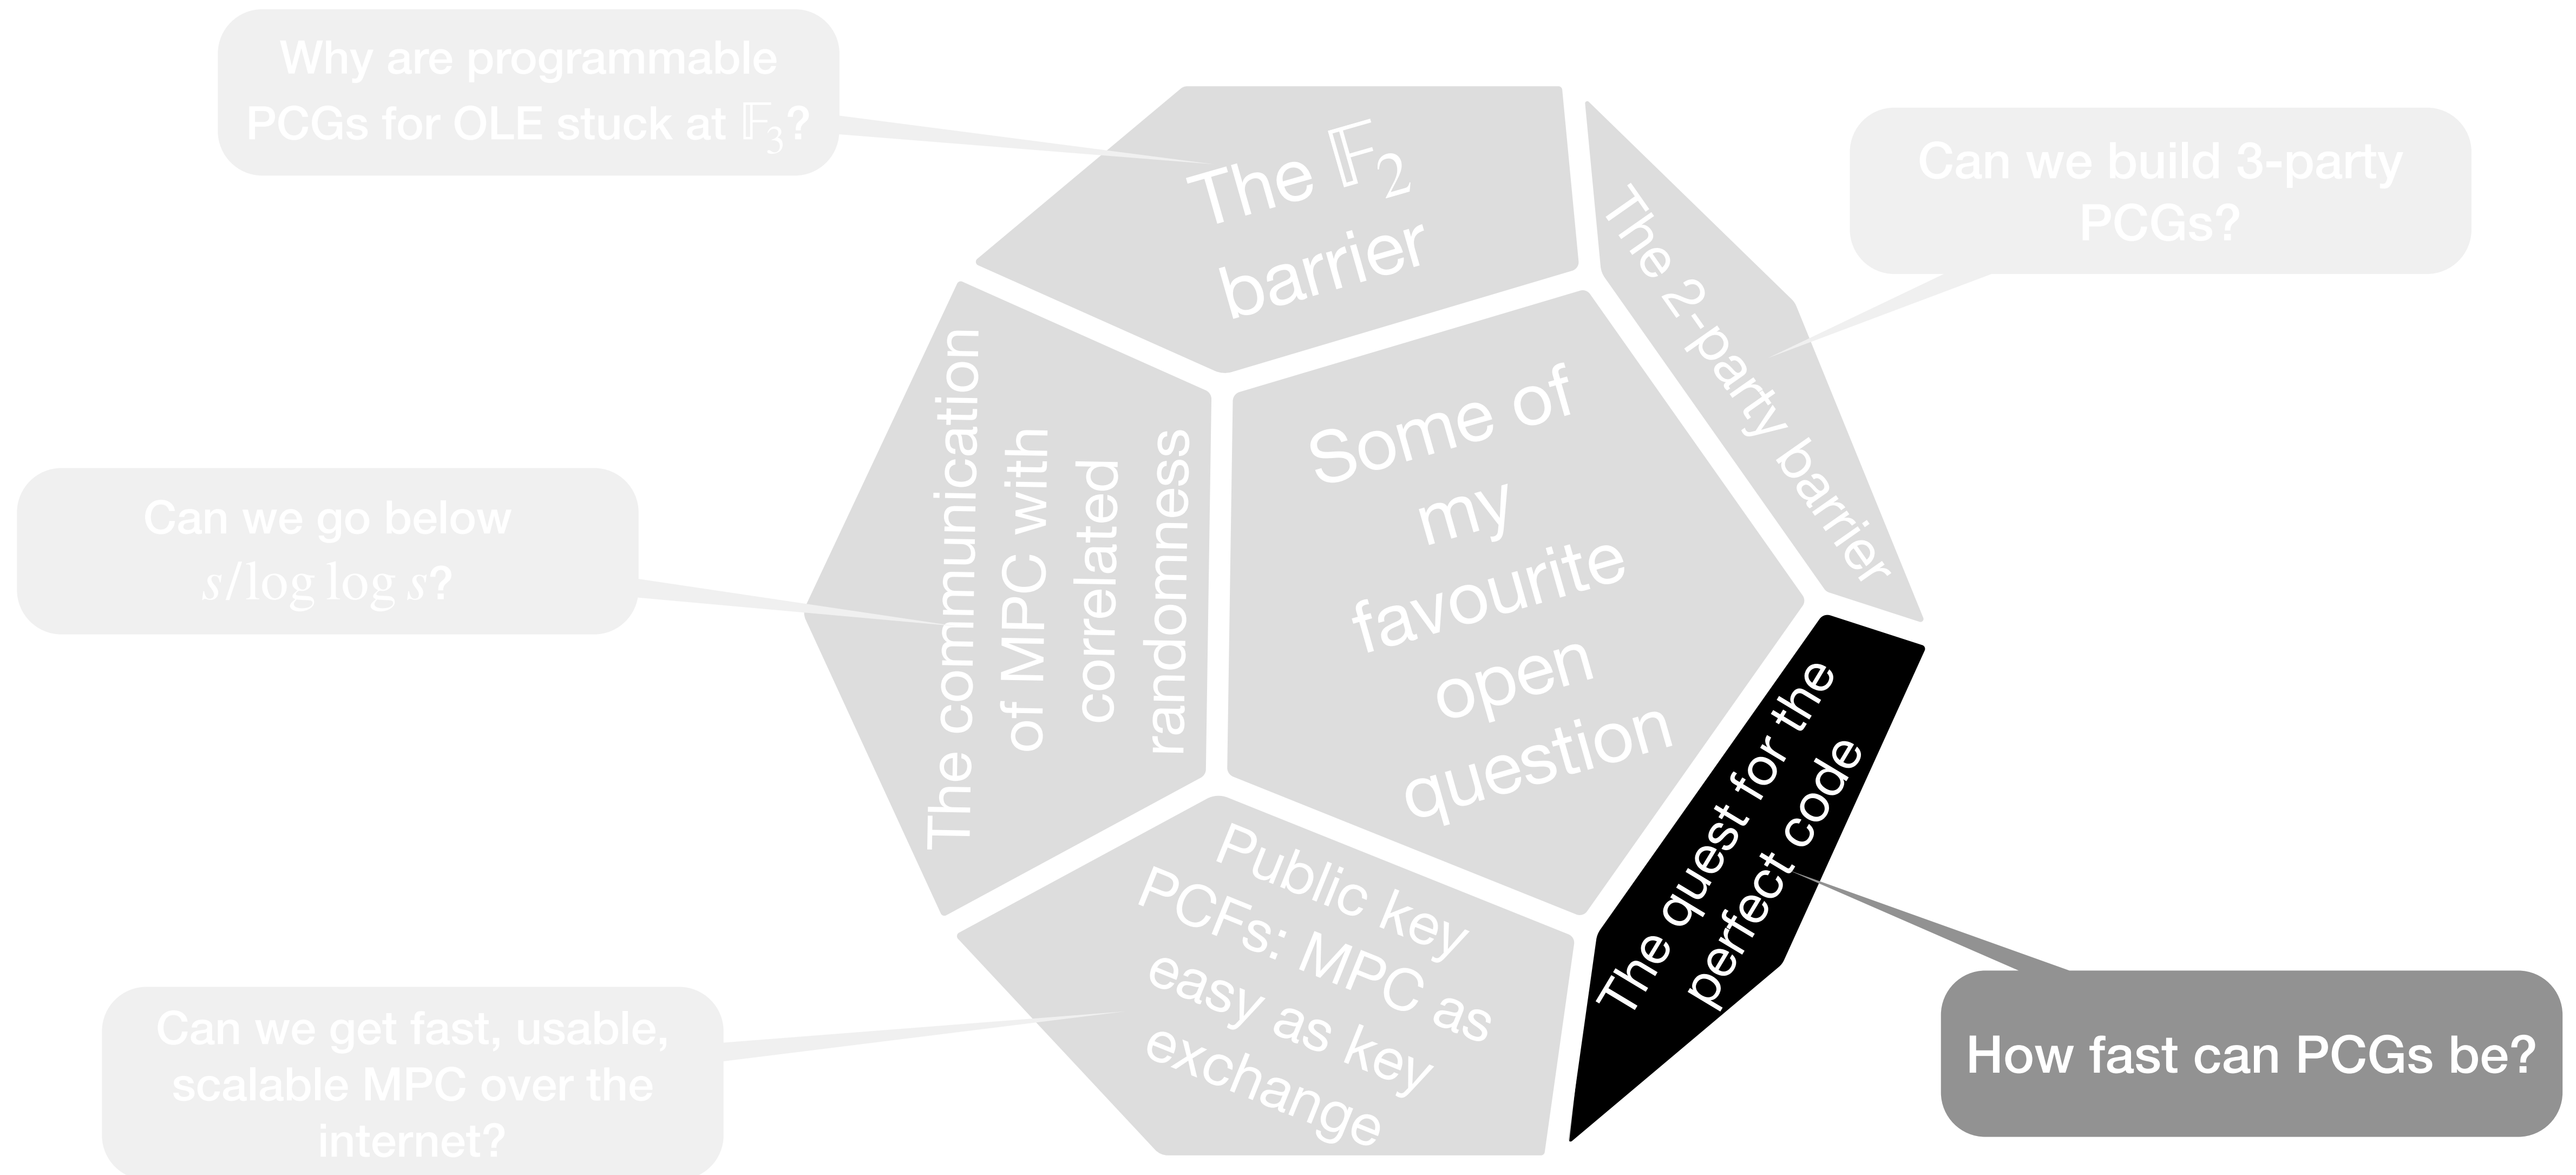 Why are programmable
PCGs for OLE stuck at 𝔽₃?
The 𝔽₂
barrier
Can we build 3-party
PCGs?
The 2-party barrier
Can we go below
s/log log s?
The communication
of MPC with
correlated
randomness
Some of
my
favourite
open
question
The quest for the
perfect code
How fast can PCGs be?
Public key
PCFs: MPC as
easy as key
exchange
Can we get fast, usable,
scalable MPC over the
internet?